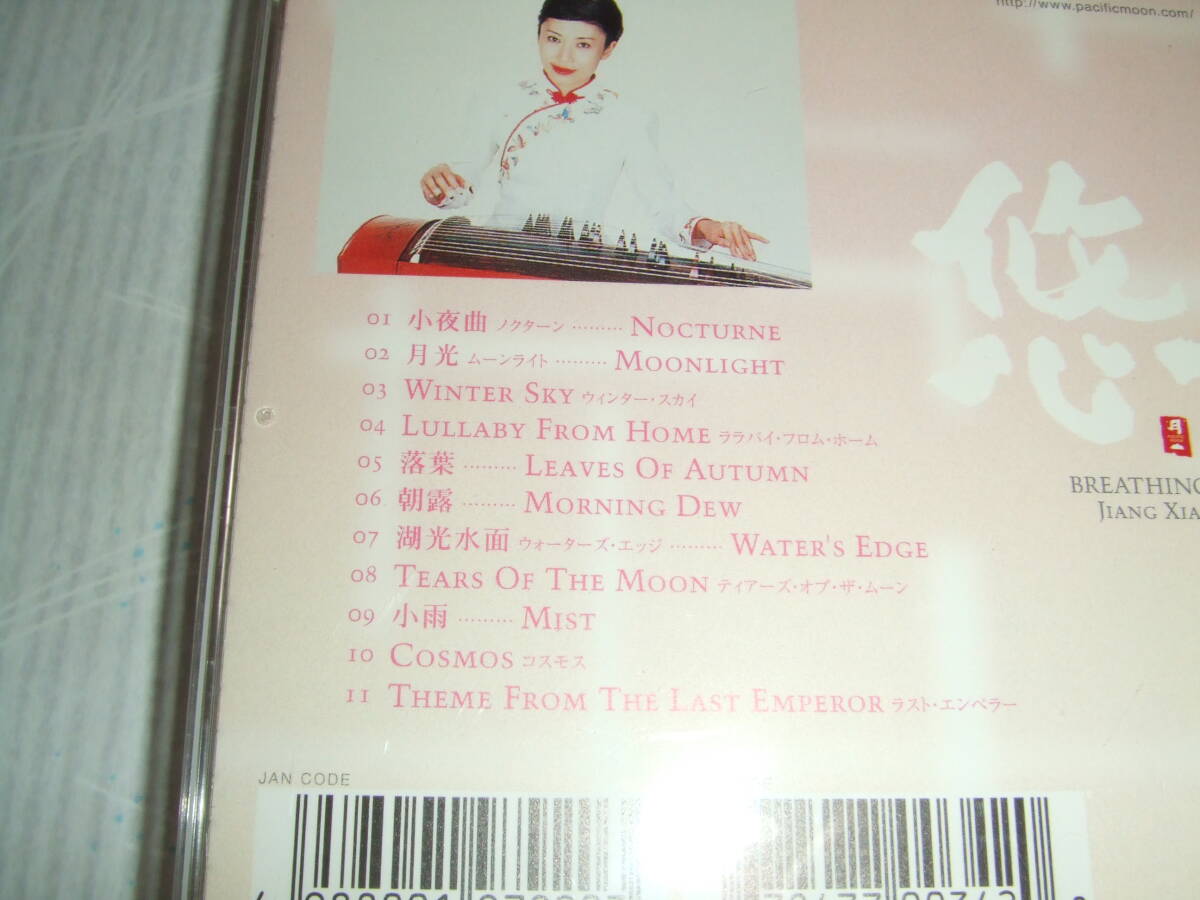 http://www.pacificmoon.com/
悠
01 小夜曲 ノクターン ……… NOCTURNE
02 月光 ムーンライト ……… MOONLIGHT
03 WINTER SKY ウィンター・スカイ
04 LULLABY FROM HOME ララバイ・フロム・ホーム
05 落葉 ……… LEAVES OF AUTUMN
06 朝露 ……… MORNING DEW
07 湖光水面 ウォーターズ・エッジ ……… WATER'S EDGE
08 TEARS OF THE MOON ティアーズ・オブ・ザ・ムーン
09 小雨 ……… MIST
10 COSMOS コスモス
11 THEME FROM THE LAST EMPEROR ラスト・エンペラー
月
BREATHING
JIANG XIA
JAN CODE